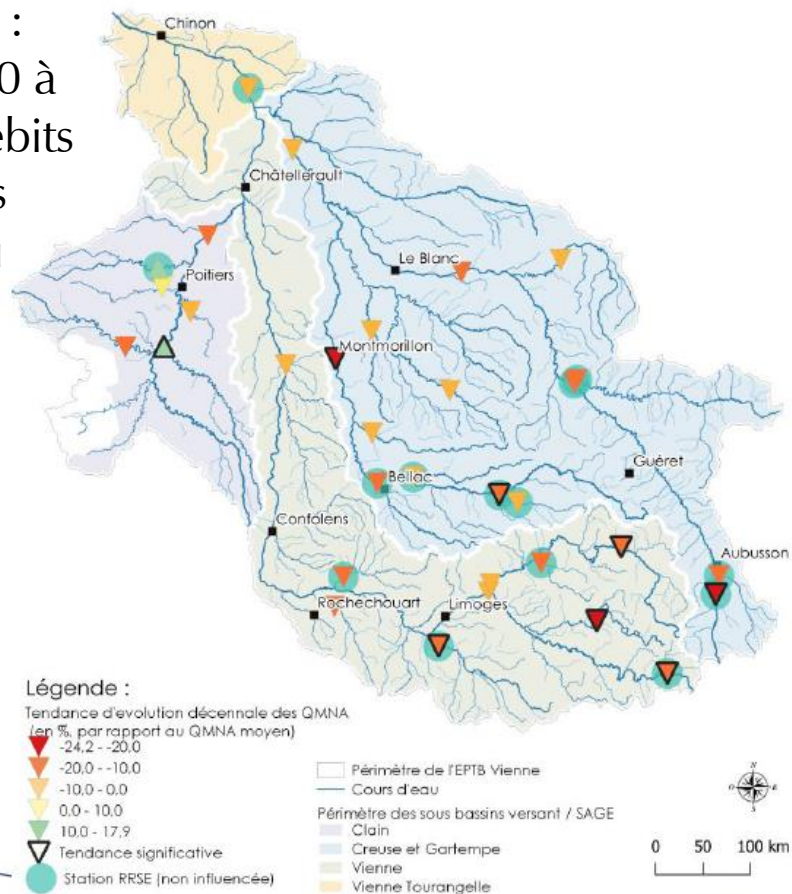 :
0 à
ebits
s
Chinon
Châtellerault
Le Blanc
Poitiers
Montmorillon
Guéret
Bellac
Confolens
Aubusson
Rochechouart
Limoges
Légende :
Tendance d'evolution décennale des QMNA
(en %, par rapport au QMNA moyen)
-24,2 - -20,0
-20,0 - -10,0
-10,0 - 0,0
0,0 - 10,0
10,0 - 17,9
Tendance significative
Station RRSE (non influencée)
Périmètre de l'EPTB Vienne
Cours d'eau
Périmètre des sous bassins versant / SAGE
Clain
Creuse et Gartempe
Vienne
Vienne Tourangelle
N
O E
S
0 50 100 km